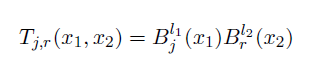 T_{j,r}(x_1, x_2) = B_j^{l_1}(x_1)B_r^{l_2}(x_2)